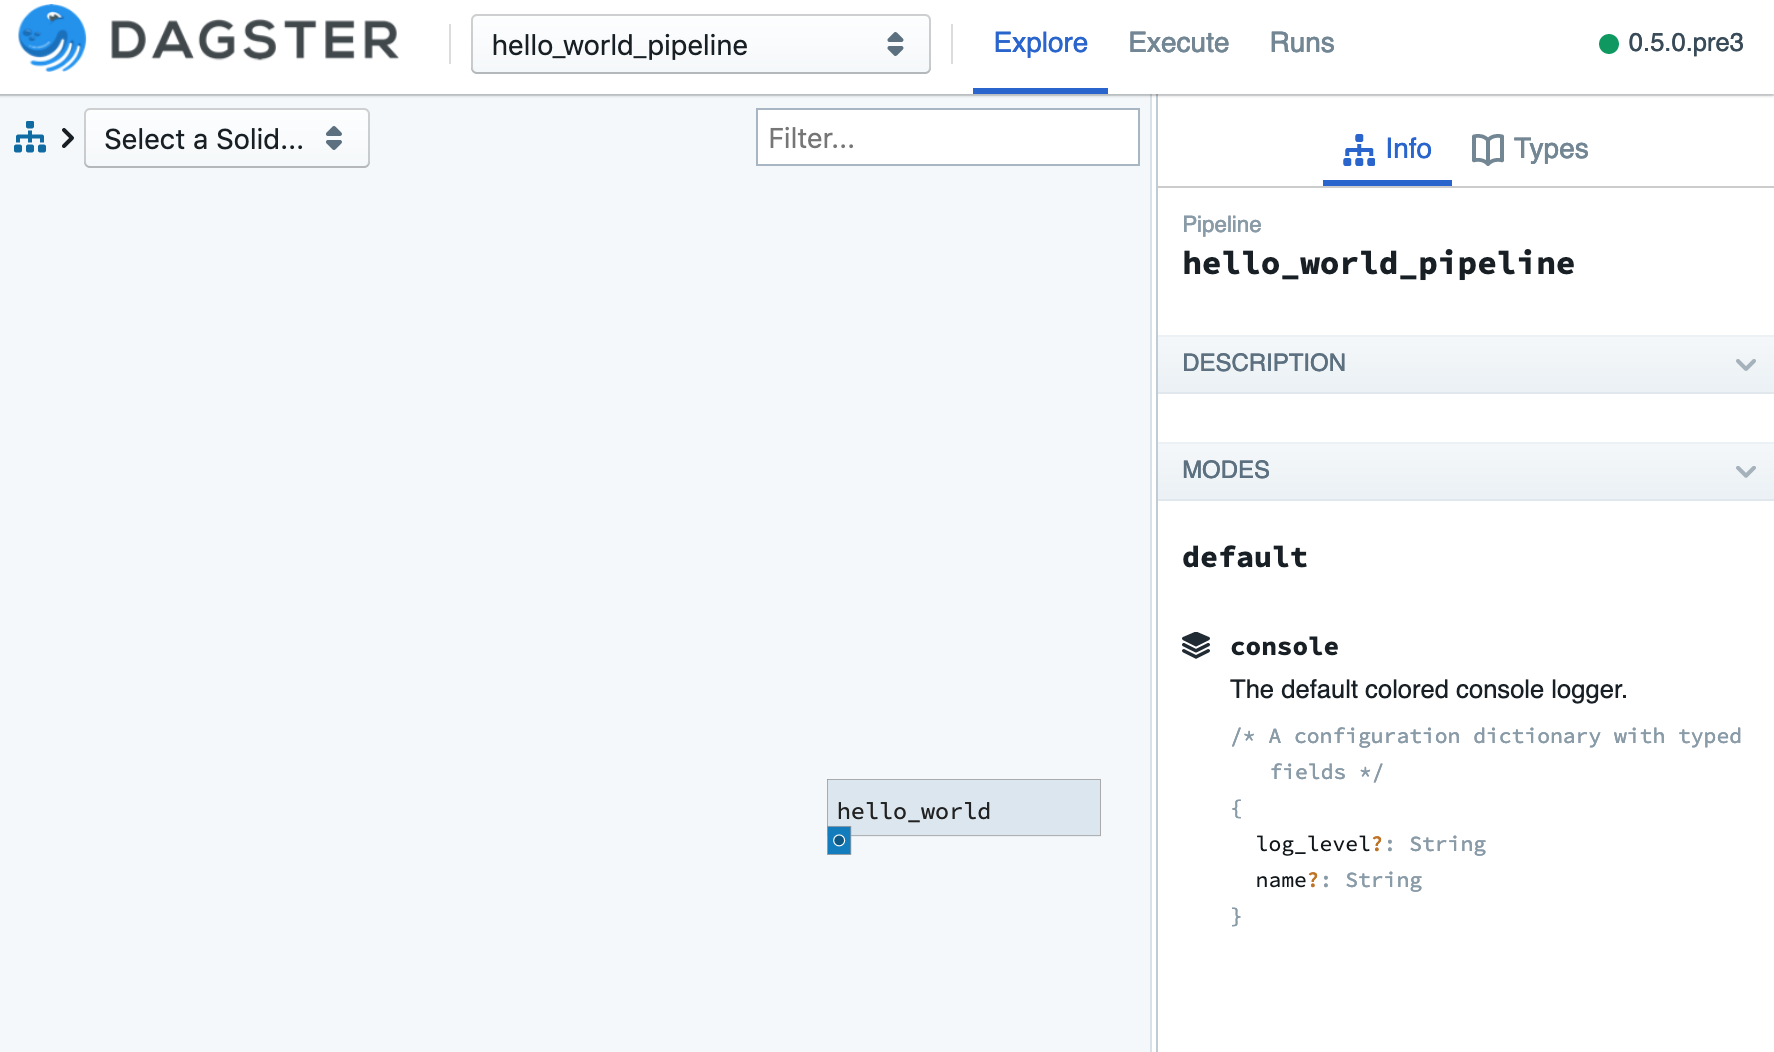 DAGSTER
hello_world_pipeline
Explore
Execute
Runs
0.5.0.pre3
Select a Solid...
Filter...
Info
Types
Pipeline
hello_world_pipeline
DESCRIPTION
MODES
default
console
The default colored console logger.
/* A configuration dictionary with typed
fields */
{
log_level?: String
name?: String
}
hello_world